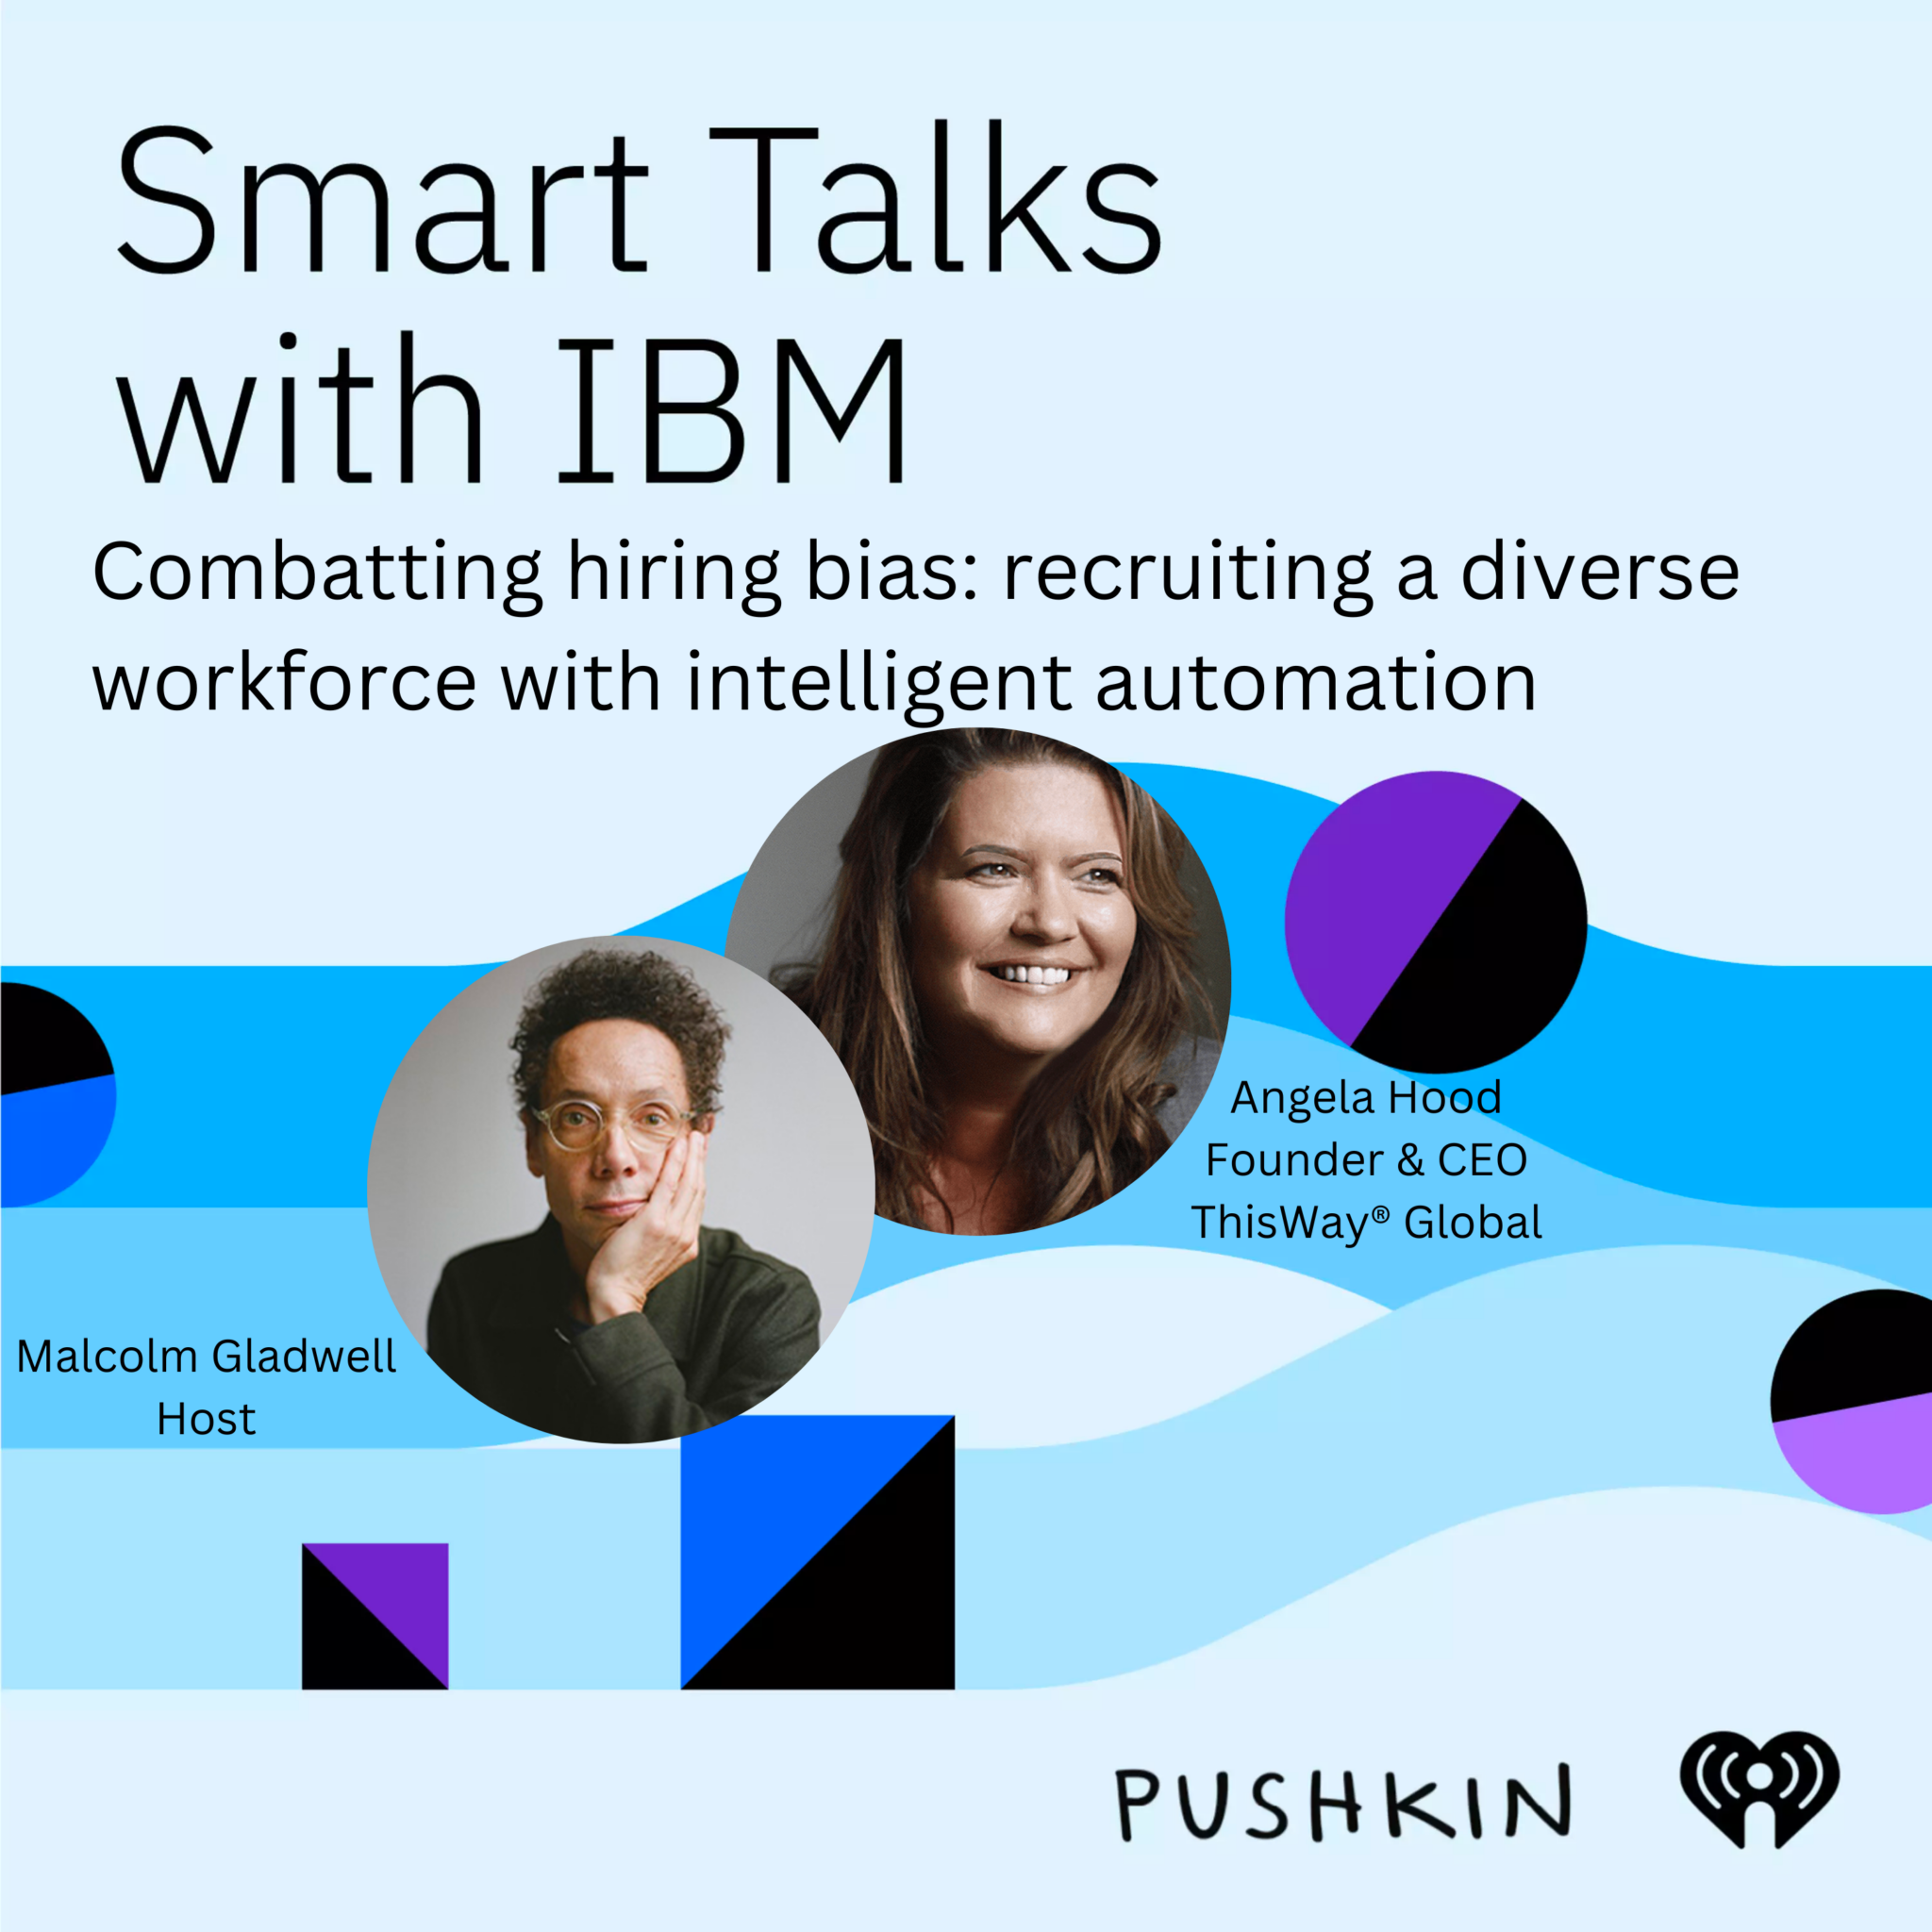 Smart Talks
with IBM
Combatting hiring bias: recruiting a diverse
workforce with intelligent automation
Angela Hood
Founder & CEO
ThisWay® Global
Malcolm Gladwell
Host
PUSHKIN